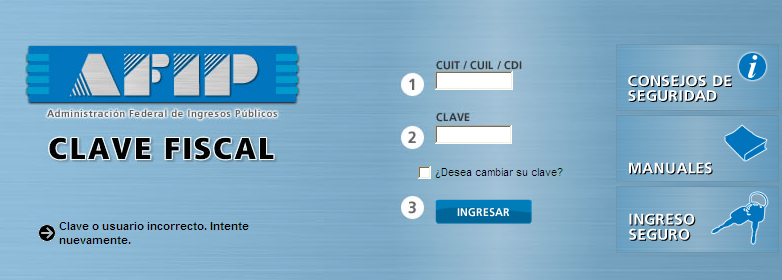 AFIP
Administración Federal de Ingresos Públicos
CLAVE FISCAL
Clave o usuario incorrecto. Intente
nuevamente.
1
CUIT / CUIL / CDI
2
CLAVE
¿Desea cambiar su clave?
3
INGRESAR
CONSEJOS DE
SEGURIDAD
i
MANUALES
INGRESO
SEGURO